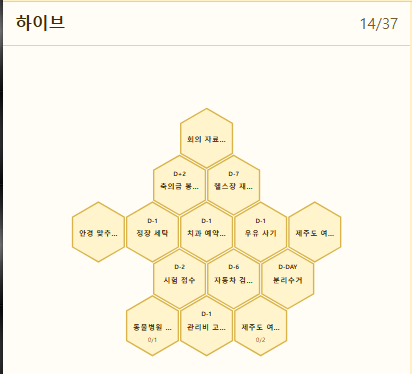 하이브
14/37
회의 자료...
D+2
축의금 봉...
D-7
헬스장 재...
안경 맞추...
D-1
정장 세탁
D-1
치과 예약...
D-1
우유 사기
제주도 여...
D-2
시험 접수
D-6
자동차 검...
D-DAY
분리수거
동물병원 ...
0/1
D-1
관리비 고...
제주도 여...
0/2